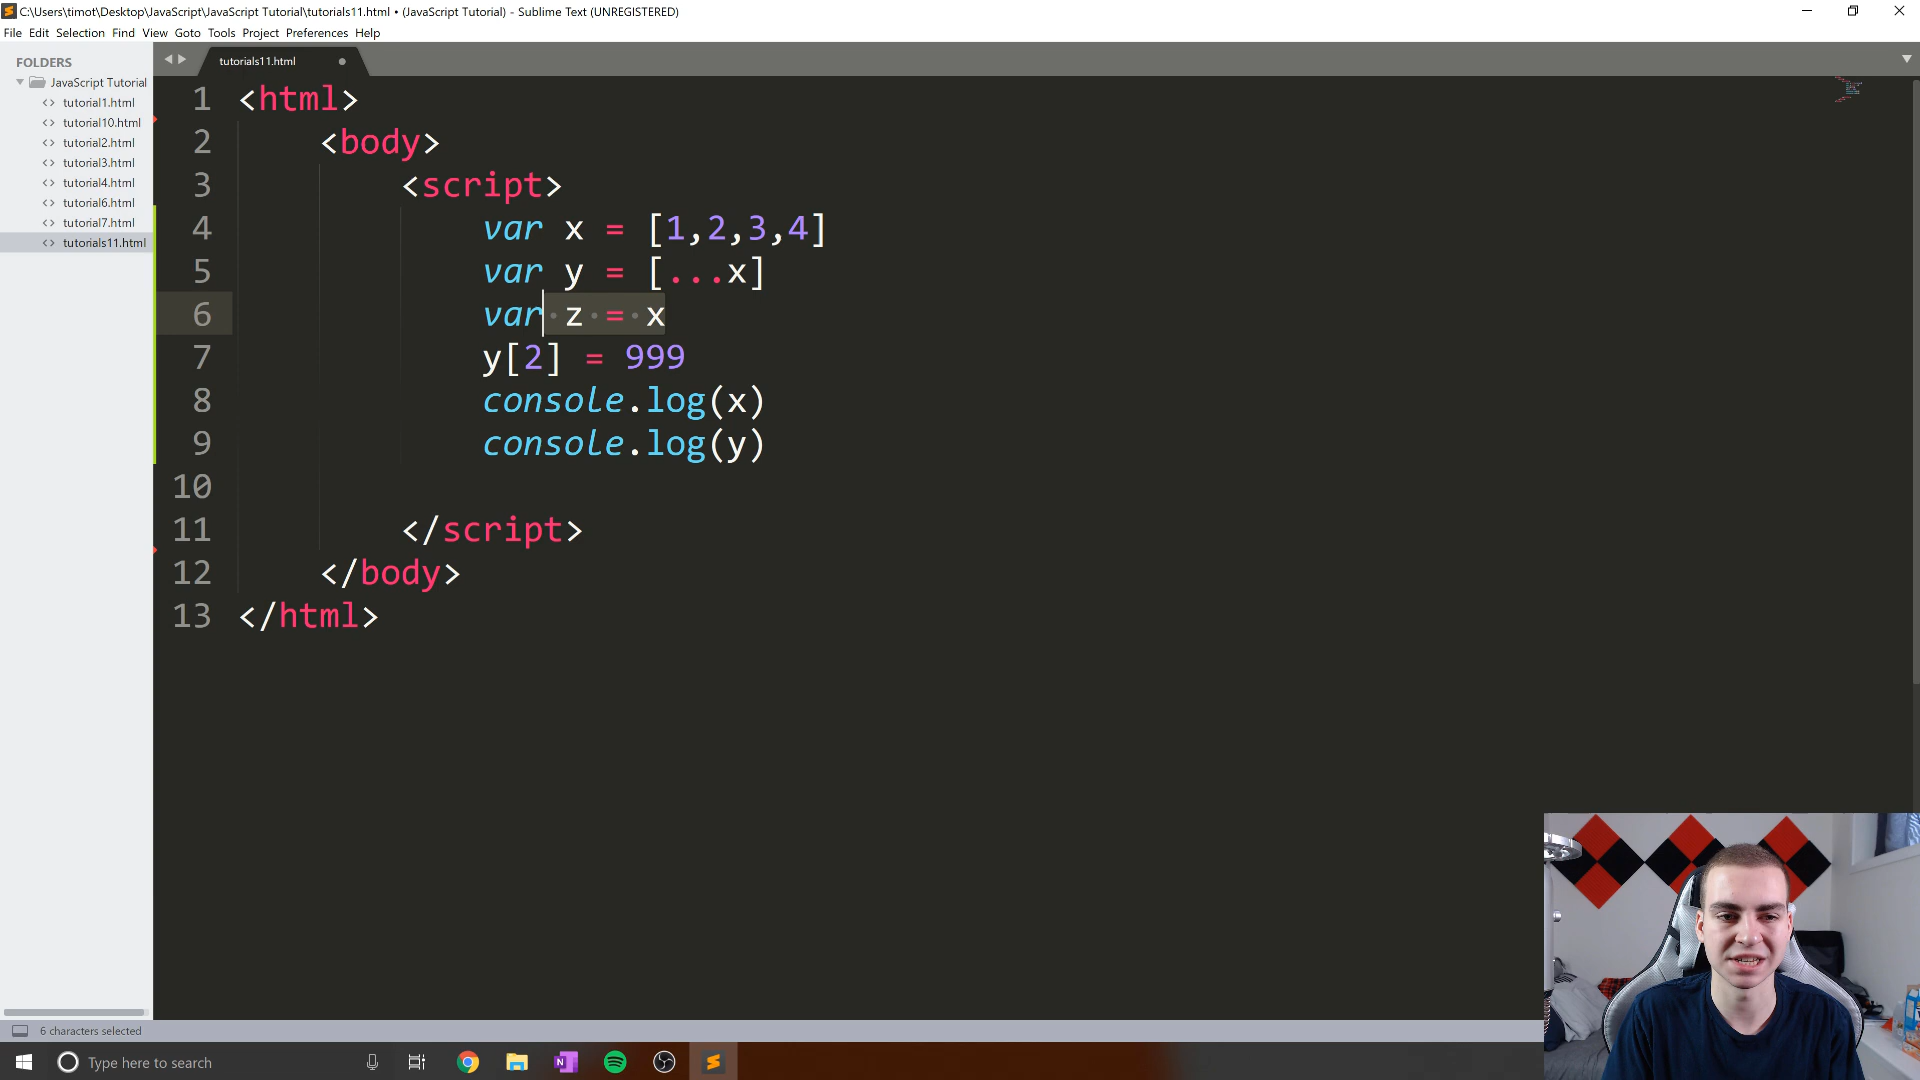 C:\Users\timot\Desktop\JavaScript\JavaScript Tutorial\tutorials11.html • (JavaScript Tutorial) - Sublime Text (UNREGISTERED)
File Edit Selection Find View Goto Tools Project Preferences Help
FOLDERS
JavaScript Tutorial
tutorial1.html
tutorial10.html
tutorial2.html
tutorial3.html
tutorial4.html
tutorial6.html
tutorial7.html
tutorials11.html
tutorials11.html
1 <html>
2 <body>
3 <script>
4 var x = [1,2,3,4]
5 var y = [...x]
6 var z = x
7 y[2] = 999
8 console.log(x)
9 console.log(y)
10
11 </script>
12 </body>
13 </html>
6 characters selected
Type here to search